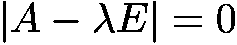 |A − λE| = 0